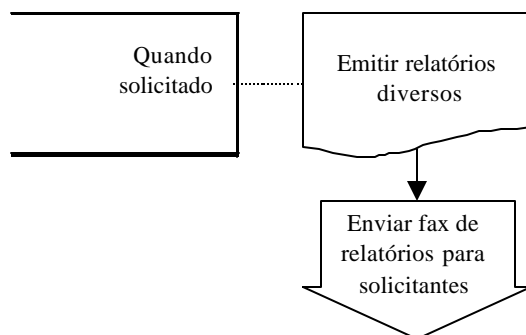 Quando
solicitado
Emitir relatórios
diversos
Enviar fax de
relatórios para
solicitantes